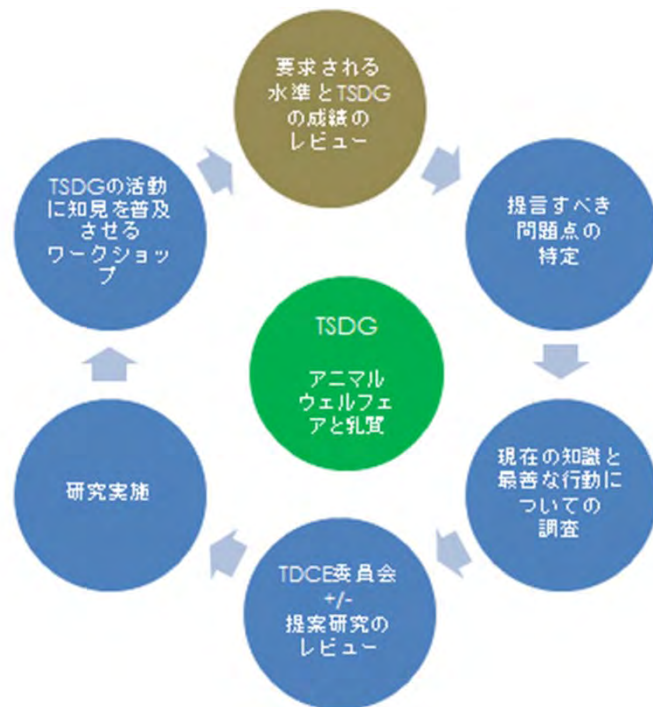 要求される
水準とTSDG
の成績の
レビュー
提言すべき
問題点の
特定
現在の知識と
最善な行動に
ついての
調査
TDCE委員会
+/-
提案研究の
レビュー
研究実施
TSDGの活動
に知見を普及
させる
ワークショッ
プ
TSDG
アニマル
ウェルフェ
アと乳質